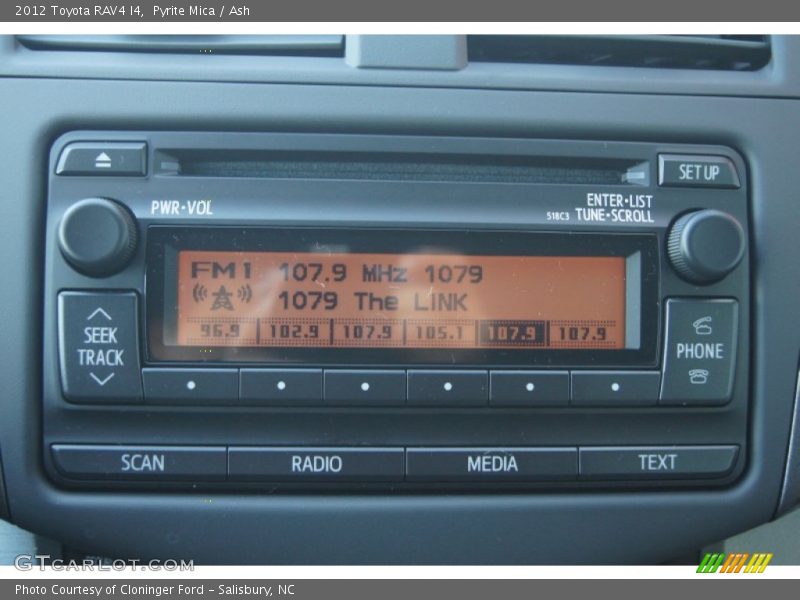 2012 Toyota RAV4 I4, Pyrite Mica / Ash
SET UP
PWR•VOL
ENTER•LIST
518C3 TUNE•SCROLL
FM1 107.9 MHz 1079
1079 The LINK
96.9 102.9 107.9 105.1 107.9 107.9
SEEK
TRACK
PHONE
SCAN RADIO MEDIA TEXT
GTCarLot.com
Photo Courtesy of Cloninger Ford – Salisbury, NC